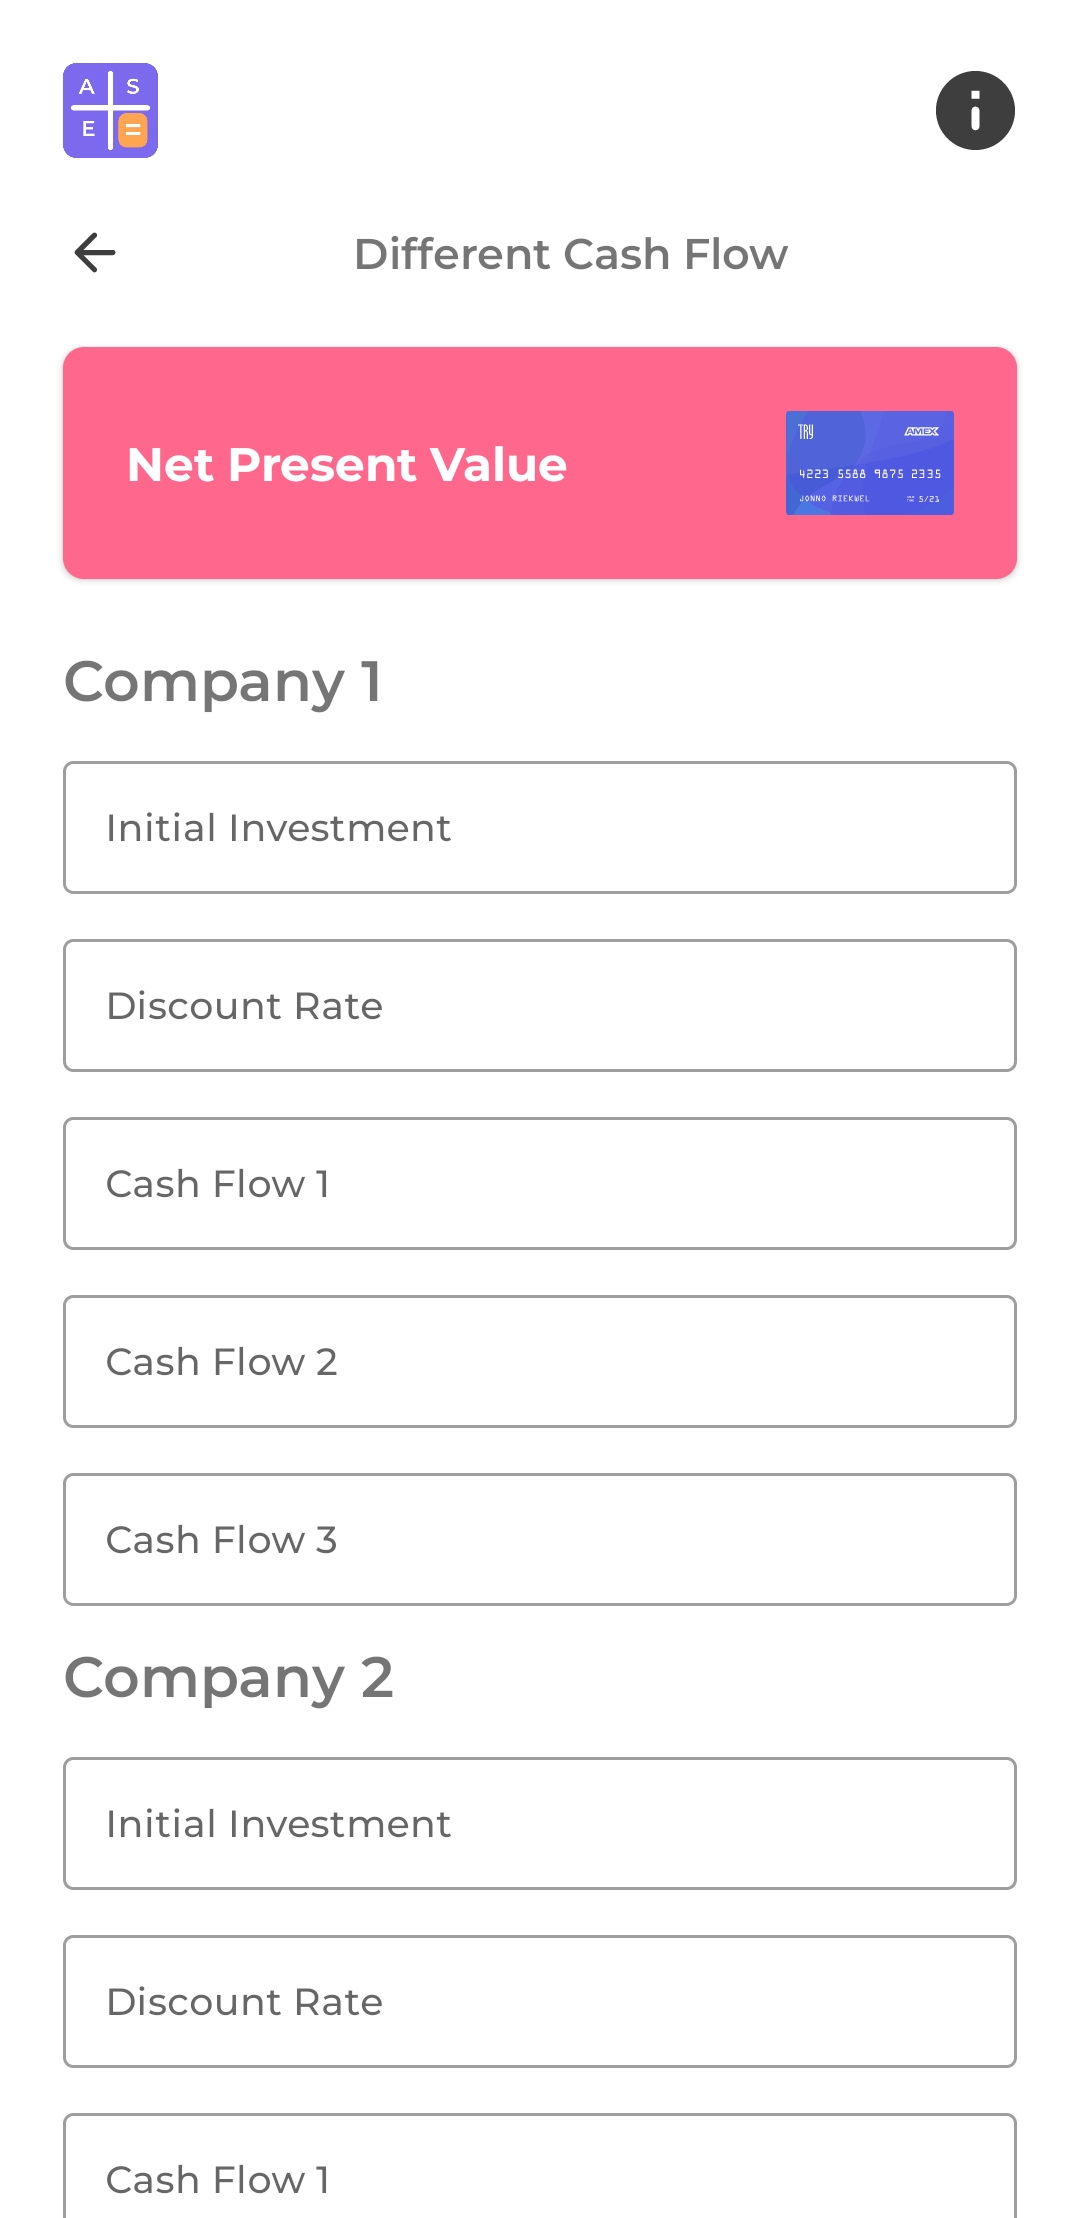 A S
E =
Different Cash Flow
Net Present Value
TRY AMEX
4223 5588 9875 2335
JONNO RIEKWEL 5/21
Company 1
Initial Investment
Discount Rate
Cash Flow 1
Cash Flow 2
Cash Flow 3
Company 2
Initial Investment
Discount Rate
Cash Flow 1